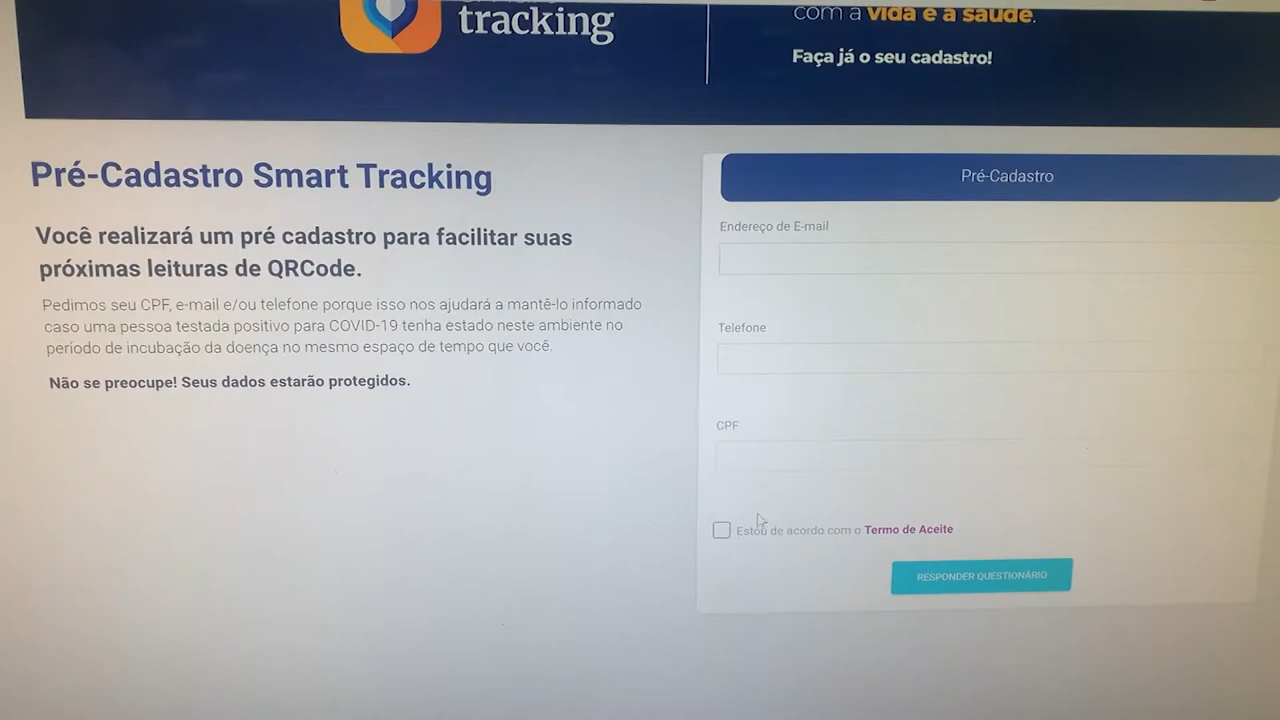 tracking
com a vida e a saúde.
Faça já o seu cadastro!
Pré-Cadastro Smart Tracking
Você realizará um pré cadastro para facilitar suas
próximas leituras de QRCode.
Pedimos seu CPF, e-mail e/ou telefone porque isso nos ajudará a mantê-lo informado
caso uma pessoa testada positivo para COVID-19 tenha estado neste ambiente no
período de incubação da doença no mesmo espaço de tempo que você.
Não se preocupe! Seus dados estarão protegidos.
Pré-Cadastro
Endereço de E-mail
Telefone
CPF
Estou de acordo com o Termo de Aceite
RESPONDER QUESTIONÁRIO